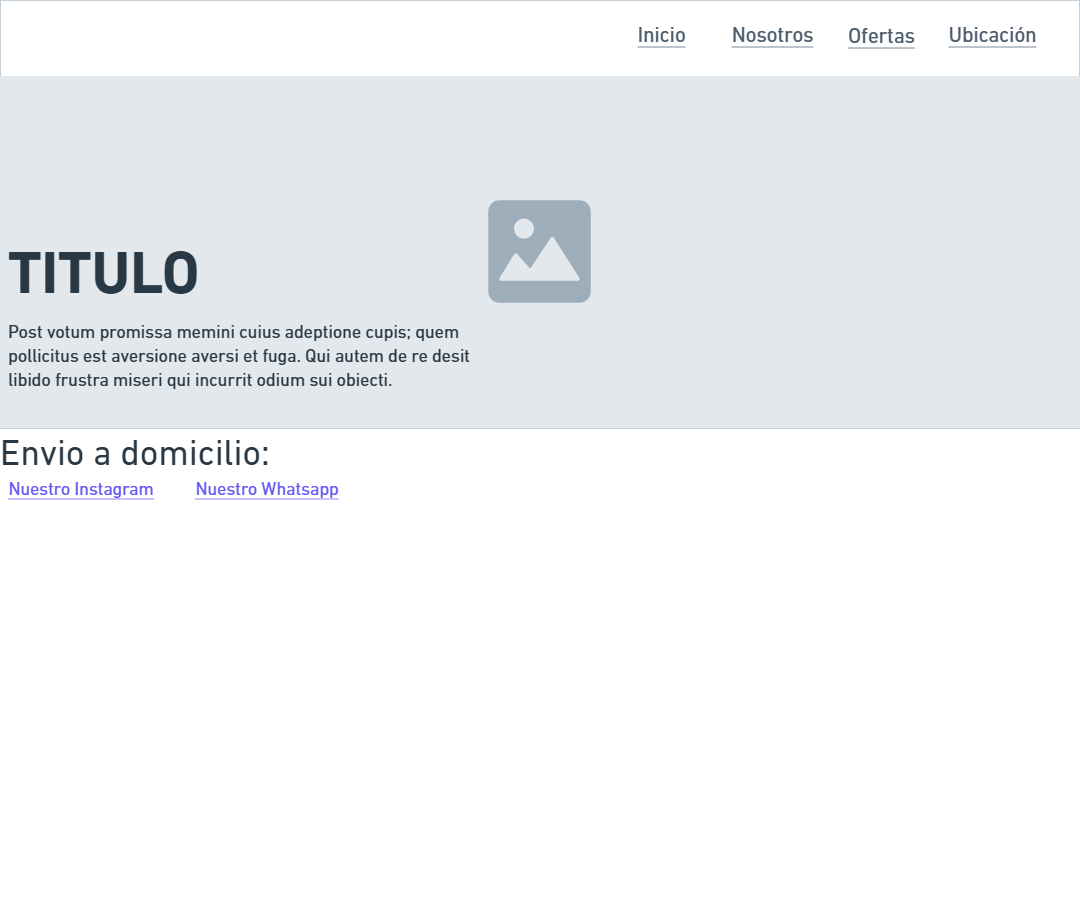 Inicio Nosotros Ofertas Ubicación
TITULO
Post votum promissa memini cuius adeptione cupis; quem
pollicitus est aversione aversi et fuga. Qui autem de re desit
libido frustra miseri qui incurrit odium sui obiecti.
Envio a domicilio:
Nuestro Instagram Nuestro Whatsapp